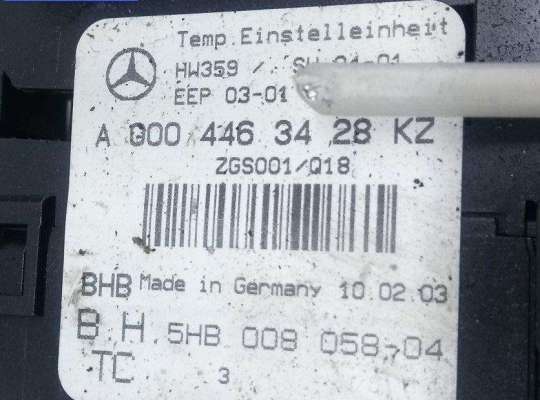 Temp.Einstelleinheit
HW359 /
EEP 03-01
A 000 446 34 28 KZ
ZGS001/Q18
BHB Made in Germany 10.02.03
B.H. 5HB 008 058-04
TC 3